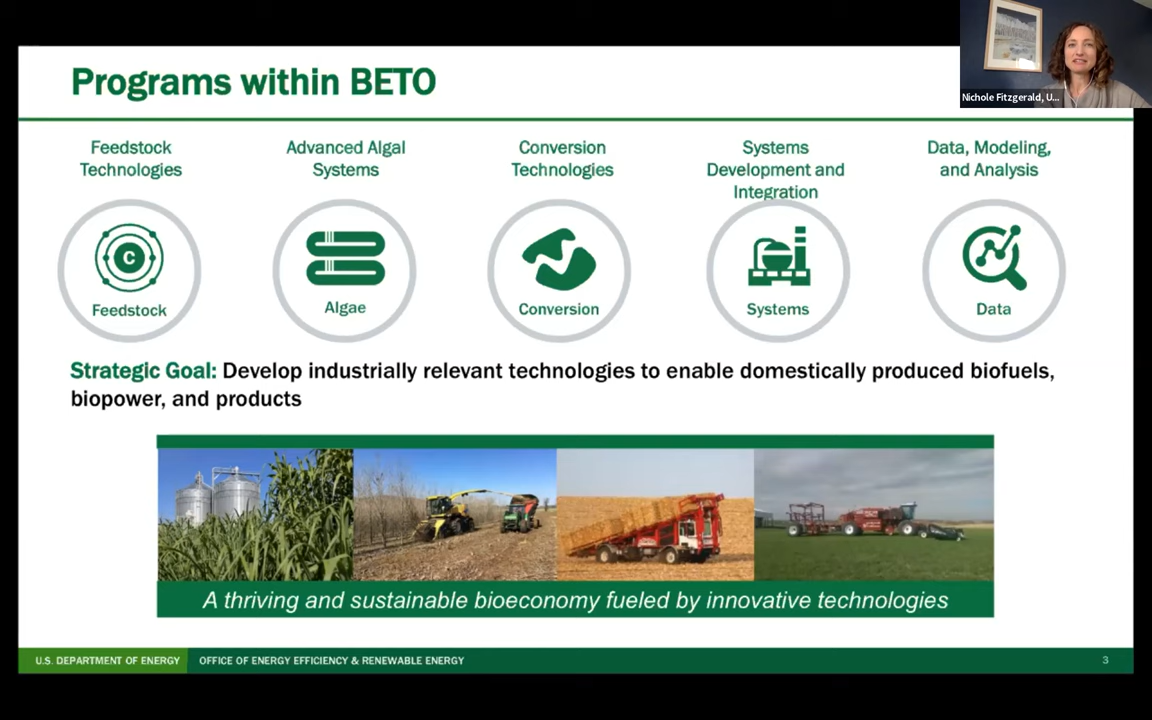 Programs within BETO
Nichole Fitzgerald, U...
Feedstock
Technologies
Advanced Algal
Systems
Conversion
Technologies
Systems
Development and
Integration
Data, Modeling,
and Analysis
C
Feedstock
Algae
Conversion
Systems
Data
Strategic Goal: Develop industrially relevant technologies to enable domestically produced biofuels,
biopower, and products
A thriving and sustainable bioeconomy fueled by innovative technologies
U.S. DEPARTMENT OF ENERGY OFFICE OF ENERGY EFFICIENCY & RENEWABLE ENERGY 3